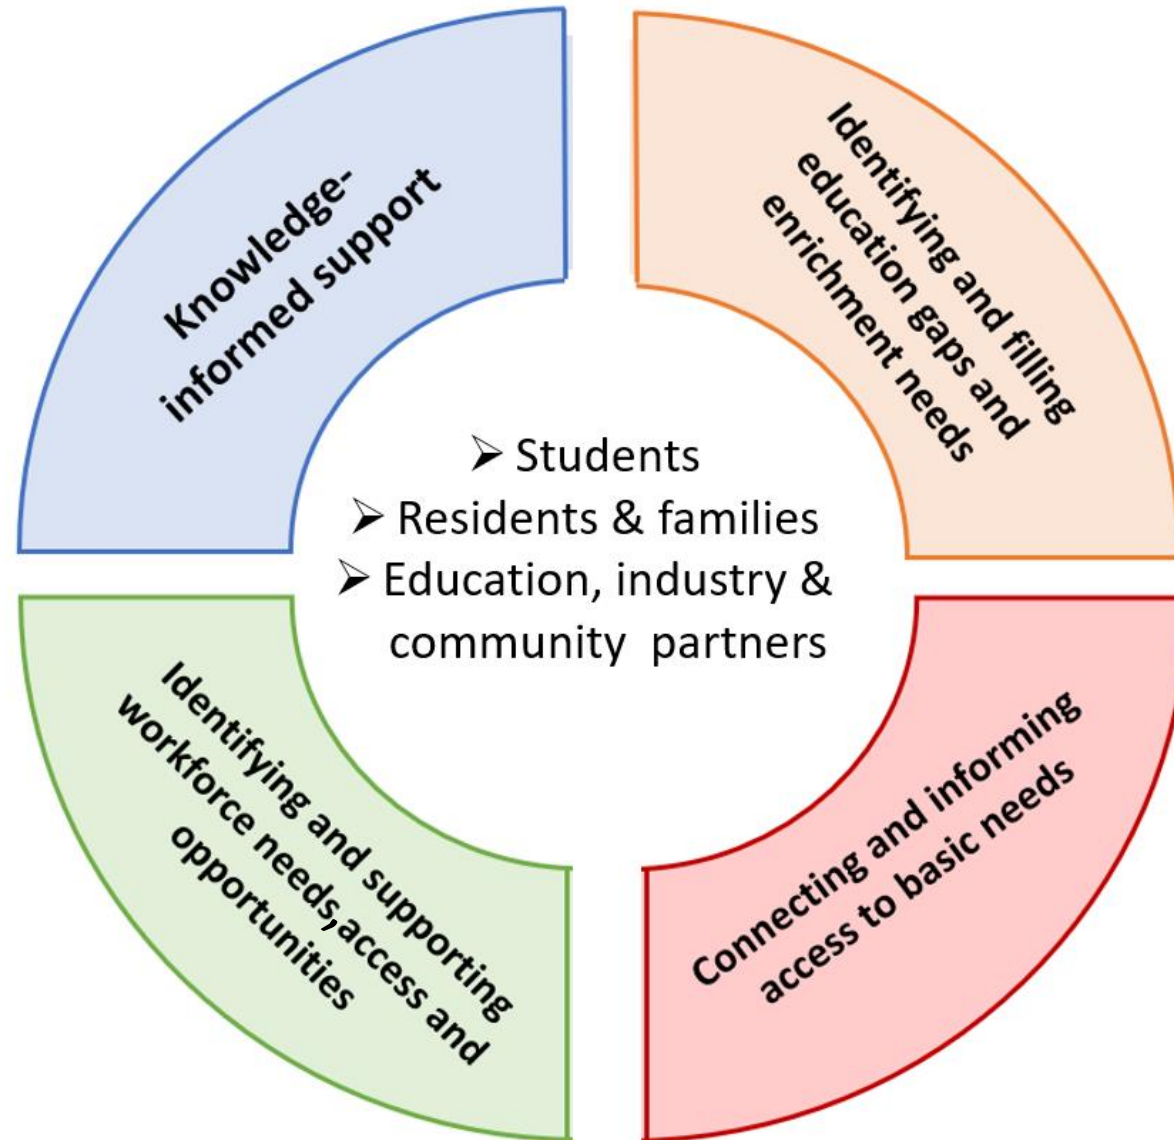 Knowledge-
informed support
Identifying and filling
education gaps and
enrichment needs
➢ Students
➢ Residents & families
➢ Education, industry &
community  partners
Identifying and supporting
workforce needs,access and
opportunities
Connecting and informing
access to basic needs